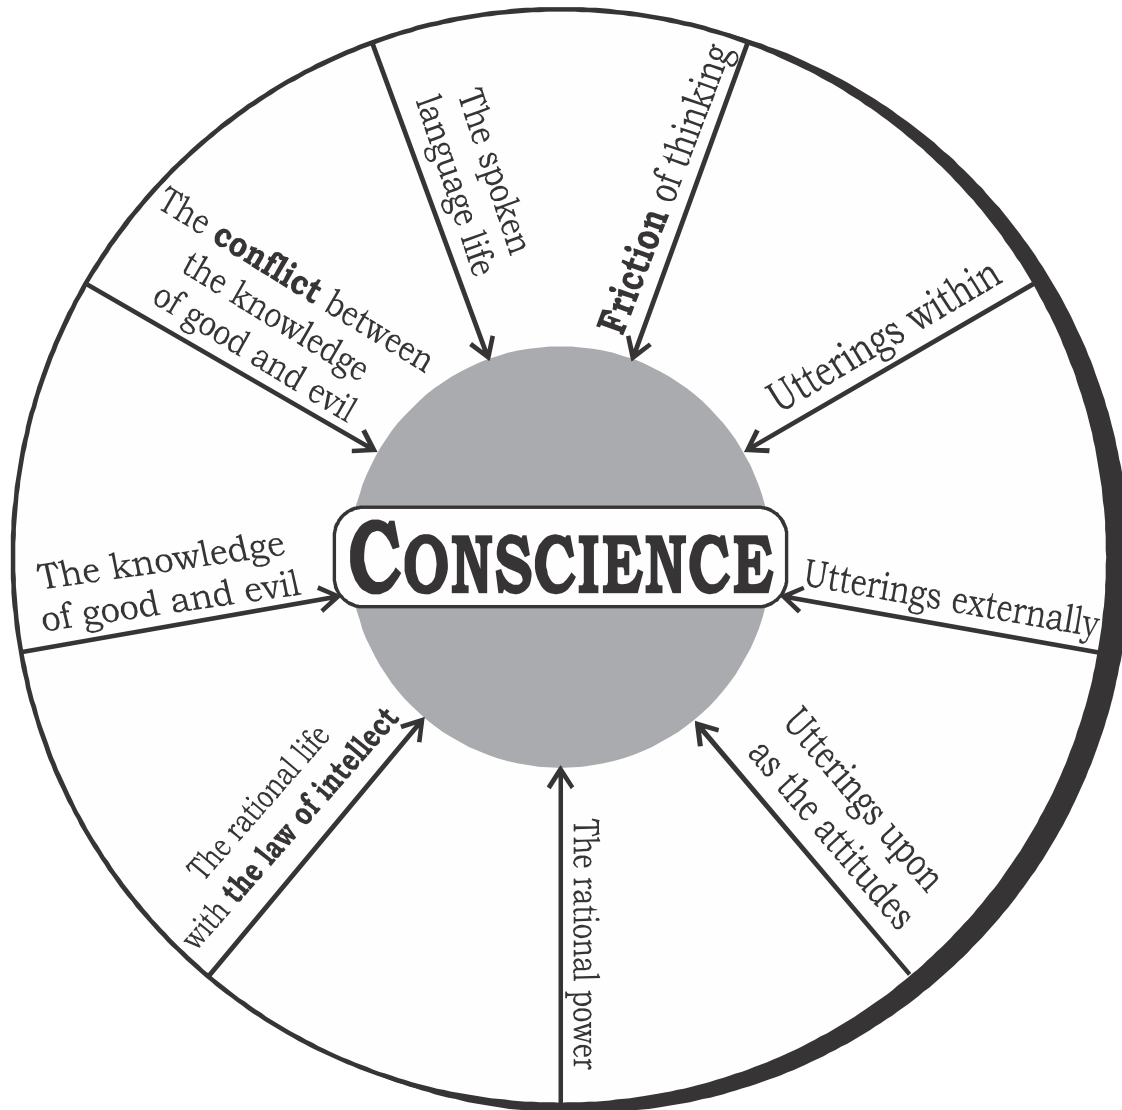 The spoken
language life
Friction of thinking
Utterings within
Utterings externally
Utterings upon
as the attitudes
The rational power
The rational life
with the law of intellect
The knowledge
of good and evil
The conflict between
the knowledge
of good and evil
CONSCIENCE